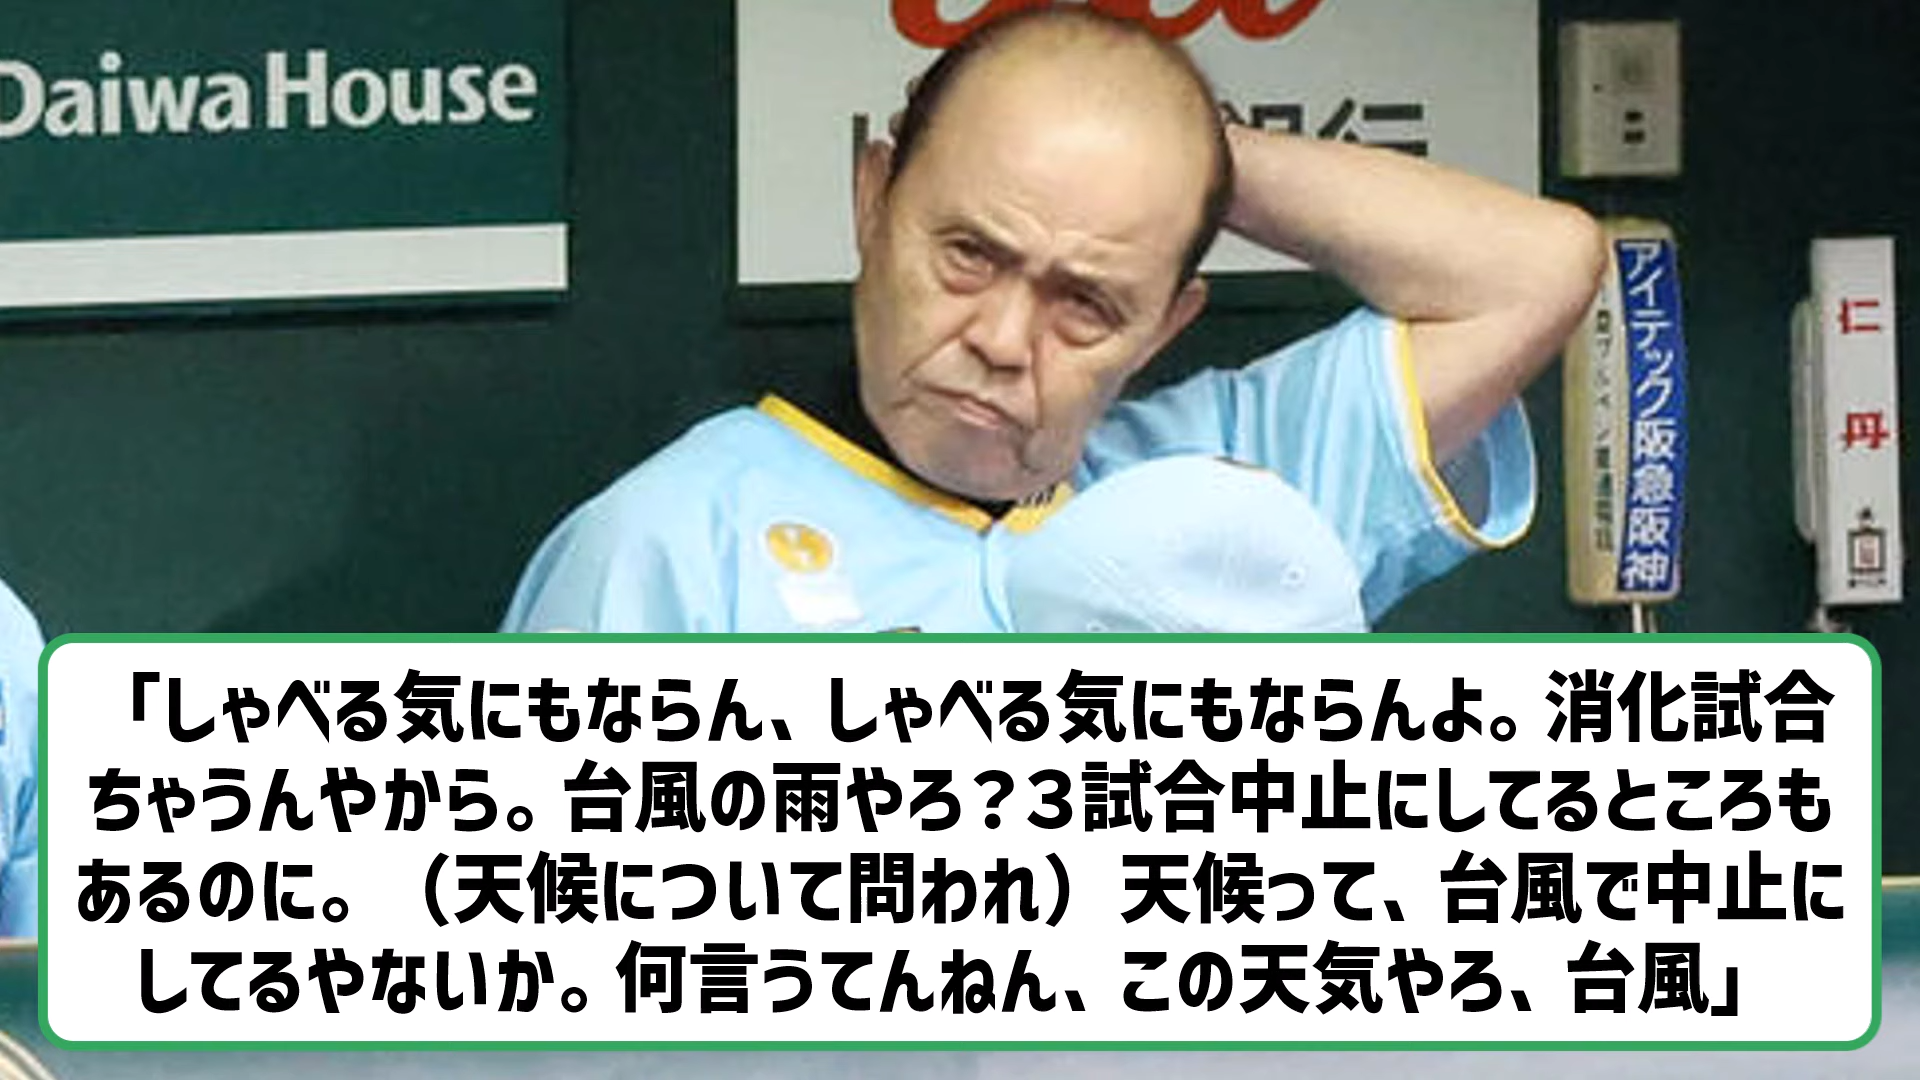 Daiwa House
銀行
アイテック阪急阪神
仁丹
「しゃべる気にもならん、しゃべる気にもならんよ。消化試合
ちゃうんやから。台風の雨やろ？３試合中止にしてるところも
あるのに。（天候について問われ）天候って、台風で中止に
してるやないか。何言うてんねん、この天気やろ、台風」